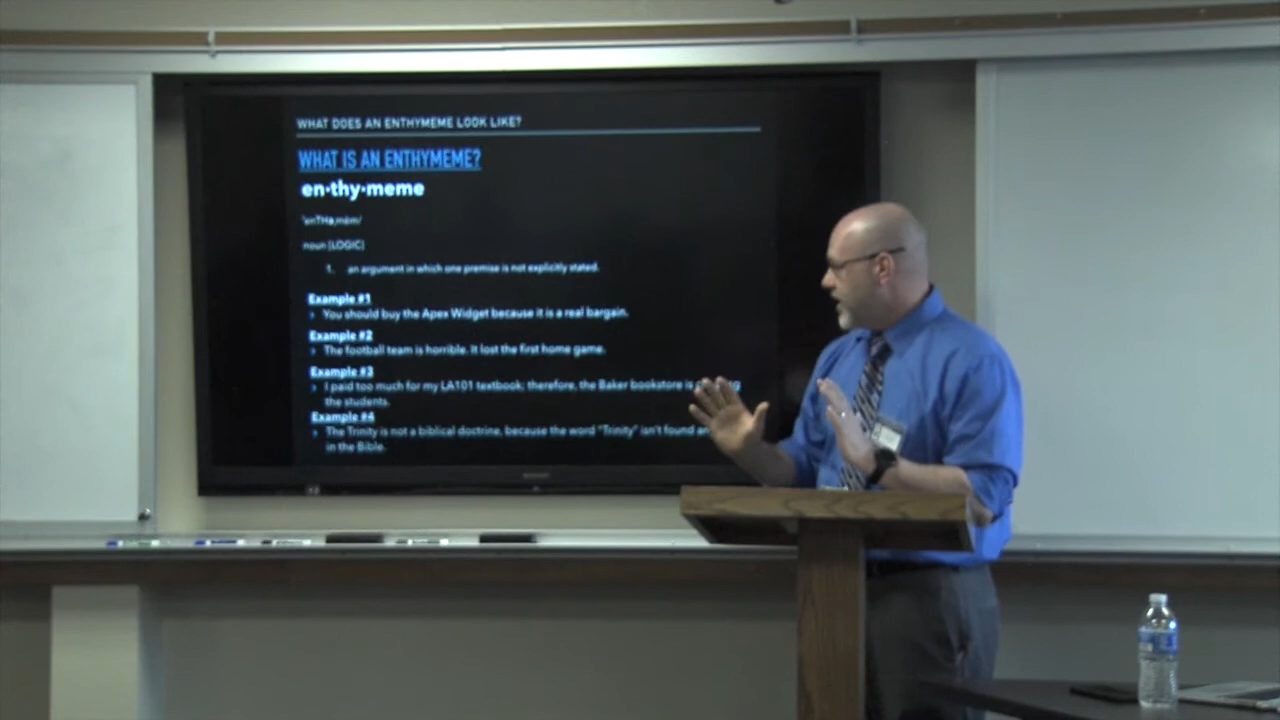 WHAT DOES AN ENTHYMEME LOOK LIKE?
WHAT IS AN ENTHYMEME?
en·thy·meme
noun [LOGIC]
1. an argument in which one premise is not explicitly stated.
Example #1
You should buy the Apex Widget because it is a real bargain.
Example #2
The football team is horrible. It lost the first home game.
Example #3
I paid too much for my LA101 textbook; therefore, the Baker bookstore is
the students.
Example #4
The Trinity is not a biblical doctrine, because the word "Trinity" isn't found
in the Bible.